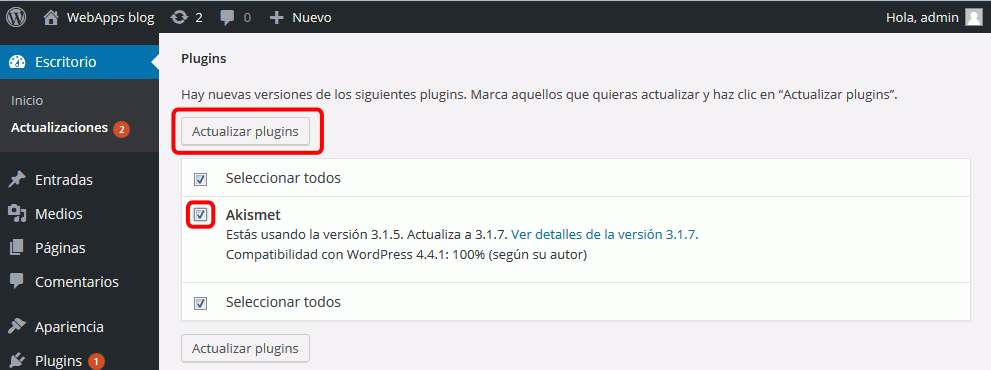 WebApps blog 2 0 Nuevo Hola, admin
Escritorio
Inicio
Actualizaciones 2
Entradas
Medios
Páginas
Comentarios
Apariencia
Plugins 1
Plugins
Hay nuevas versiones de los siguientes plugins. Marca aquellos que quieras actualizar y haz clic en “Actualizar plugins”.
Actualizar plugins
Seleccionar todos
Akismet
Estás usando la versión 3.1.5. Actualiza a 3.1.7. Ver detalles de la versión 3.1.7.
Compatibilidad con WordPress 4.4.1: 100% (según su autor)
Seleccionar todos
Actualizar plugins